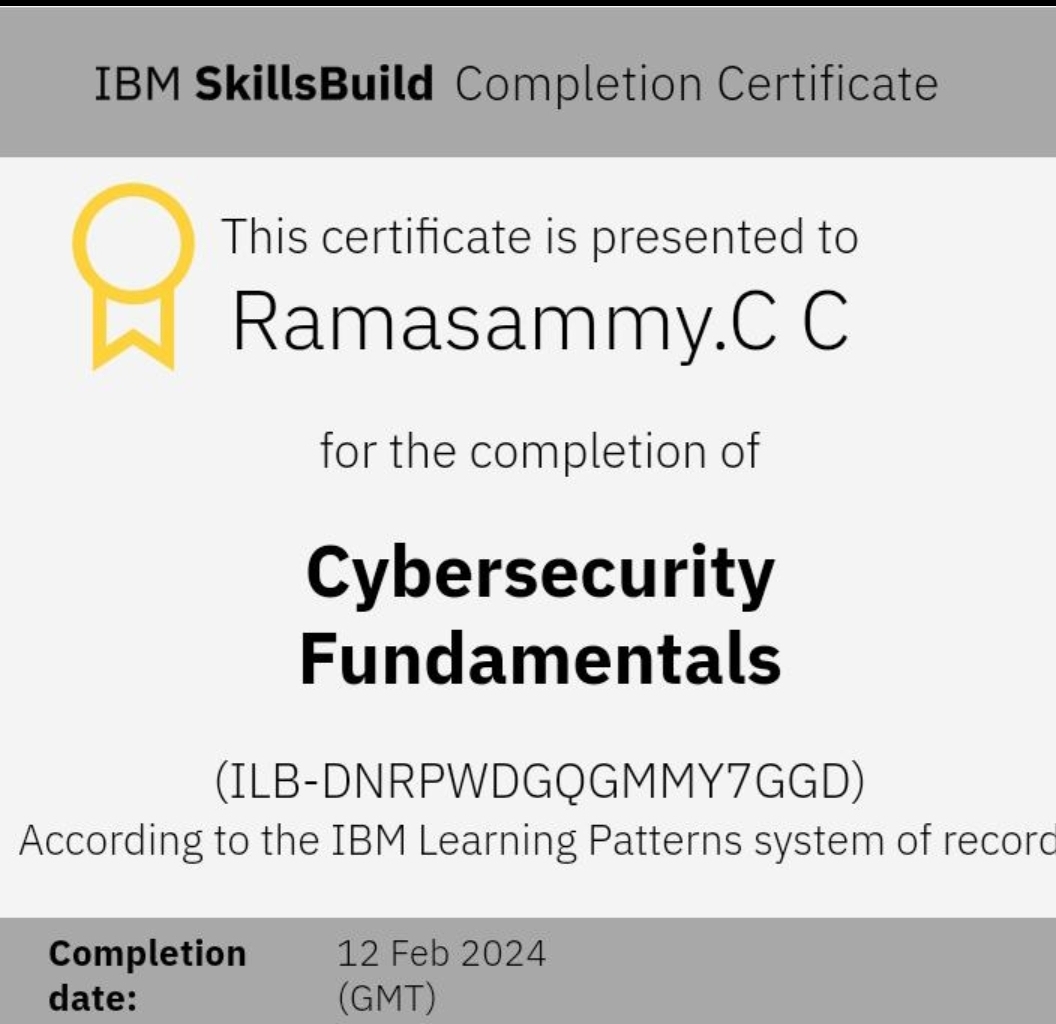 IBM SkillsBuild Completion Certificate
This certificate is presented to
Ramasammy.C C
for the completion of
Cybersecurity
Fundamentals
(ILB-DNRPWDGQGMMY7GGD)
According to the IBM Learning Patterns system of record
Completion 12 Feb 2024
date: (GMT)